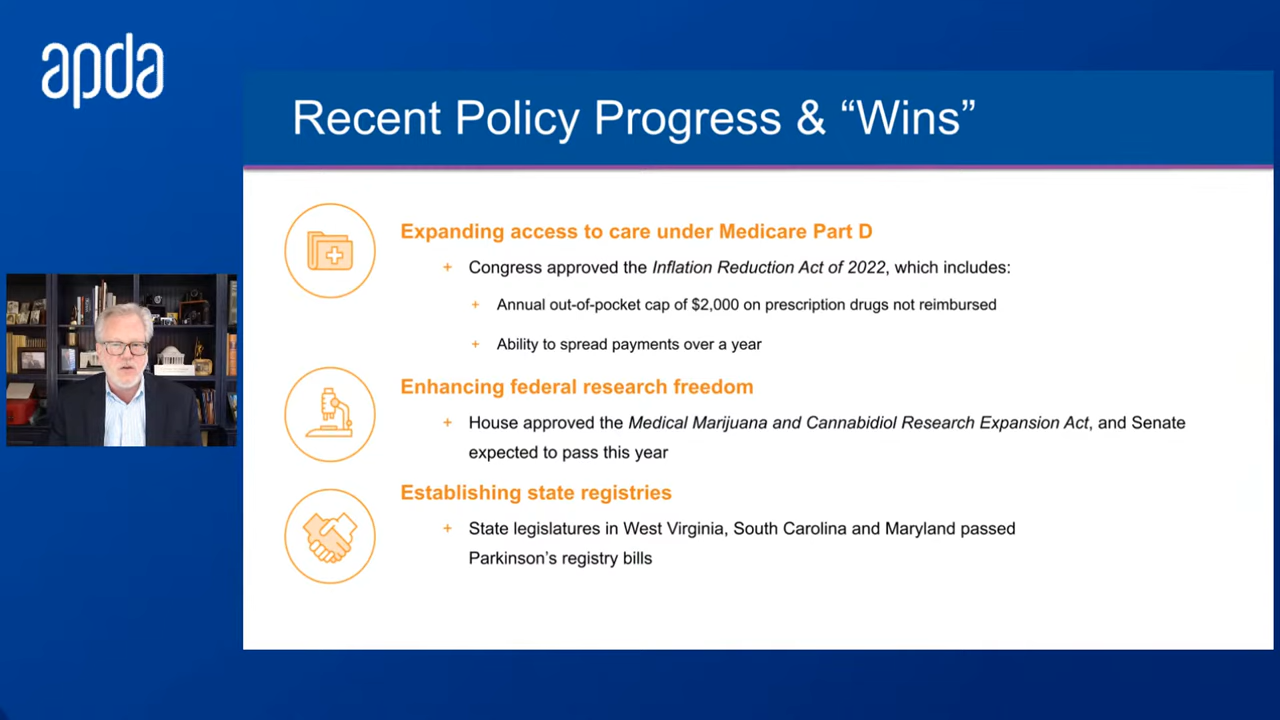 apda
Recent Policy Progress & “Wins”
Expanding access to care under Medicare Part D
+ Congress approved the Inflation Reduction Act of 2022, which includes:
+ Annual out-of-pocket cap of $2,000 on prescription drugs not reimbursed
+ Ability to spread payments over a year
Enhancing federal research freedom
+ House approved the Medical Marijuana and Cannabidiol Research Expansion Act, and Senate
expected to pass this year
Establishing state registries
+ State legislatures in West Virginia, South Carolina and Maryland passed
Parkinson’s registry bills